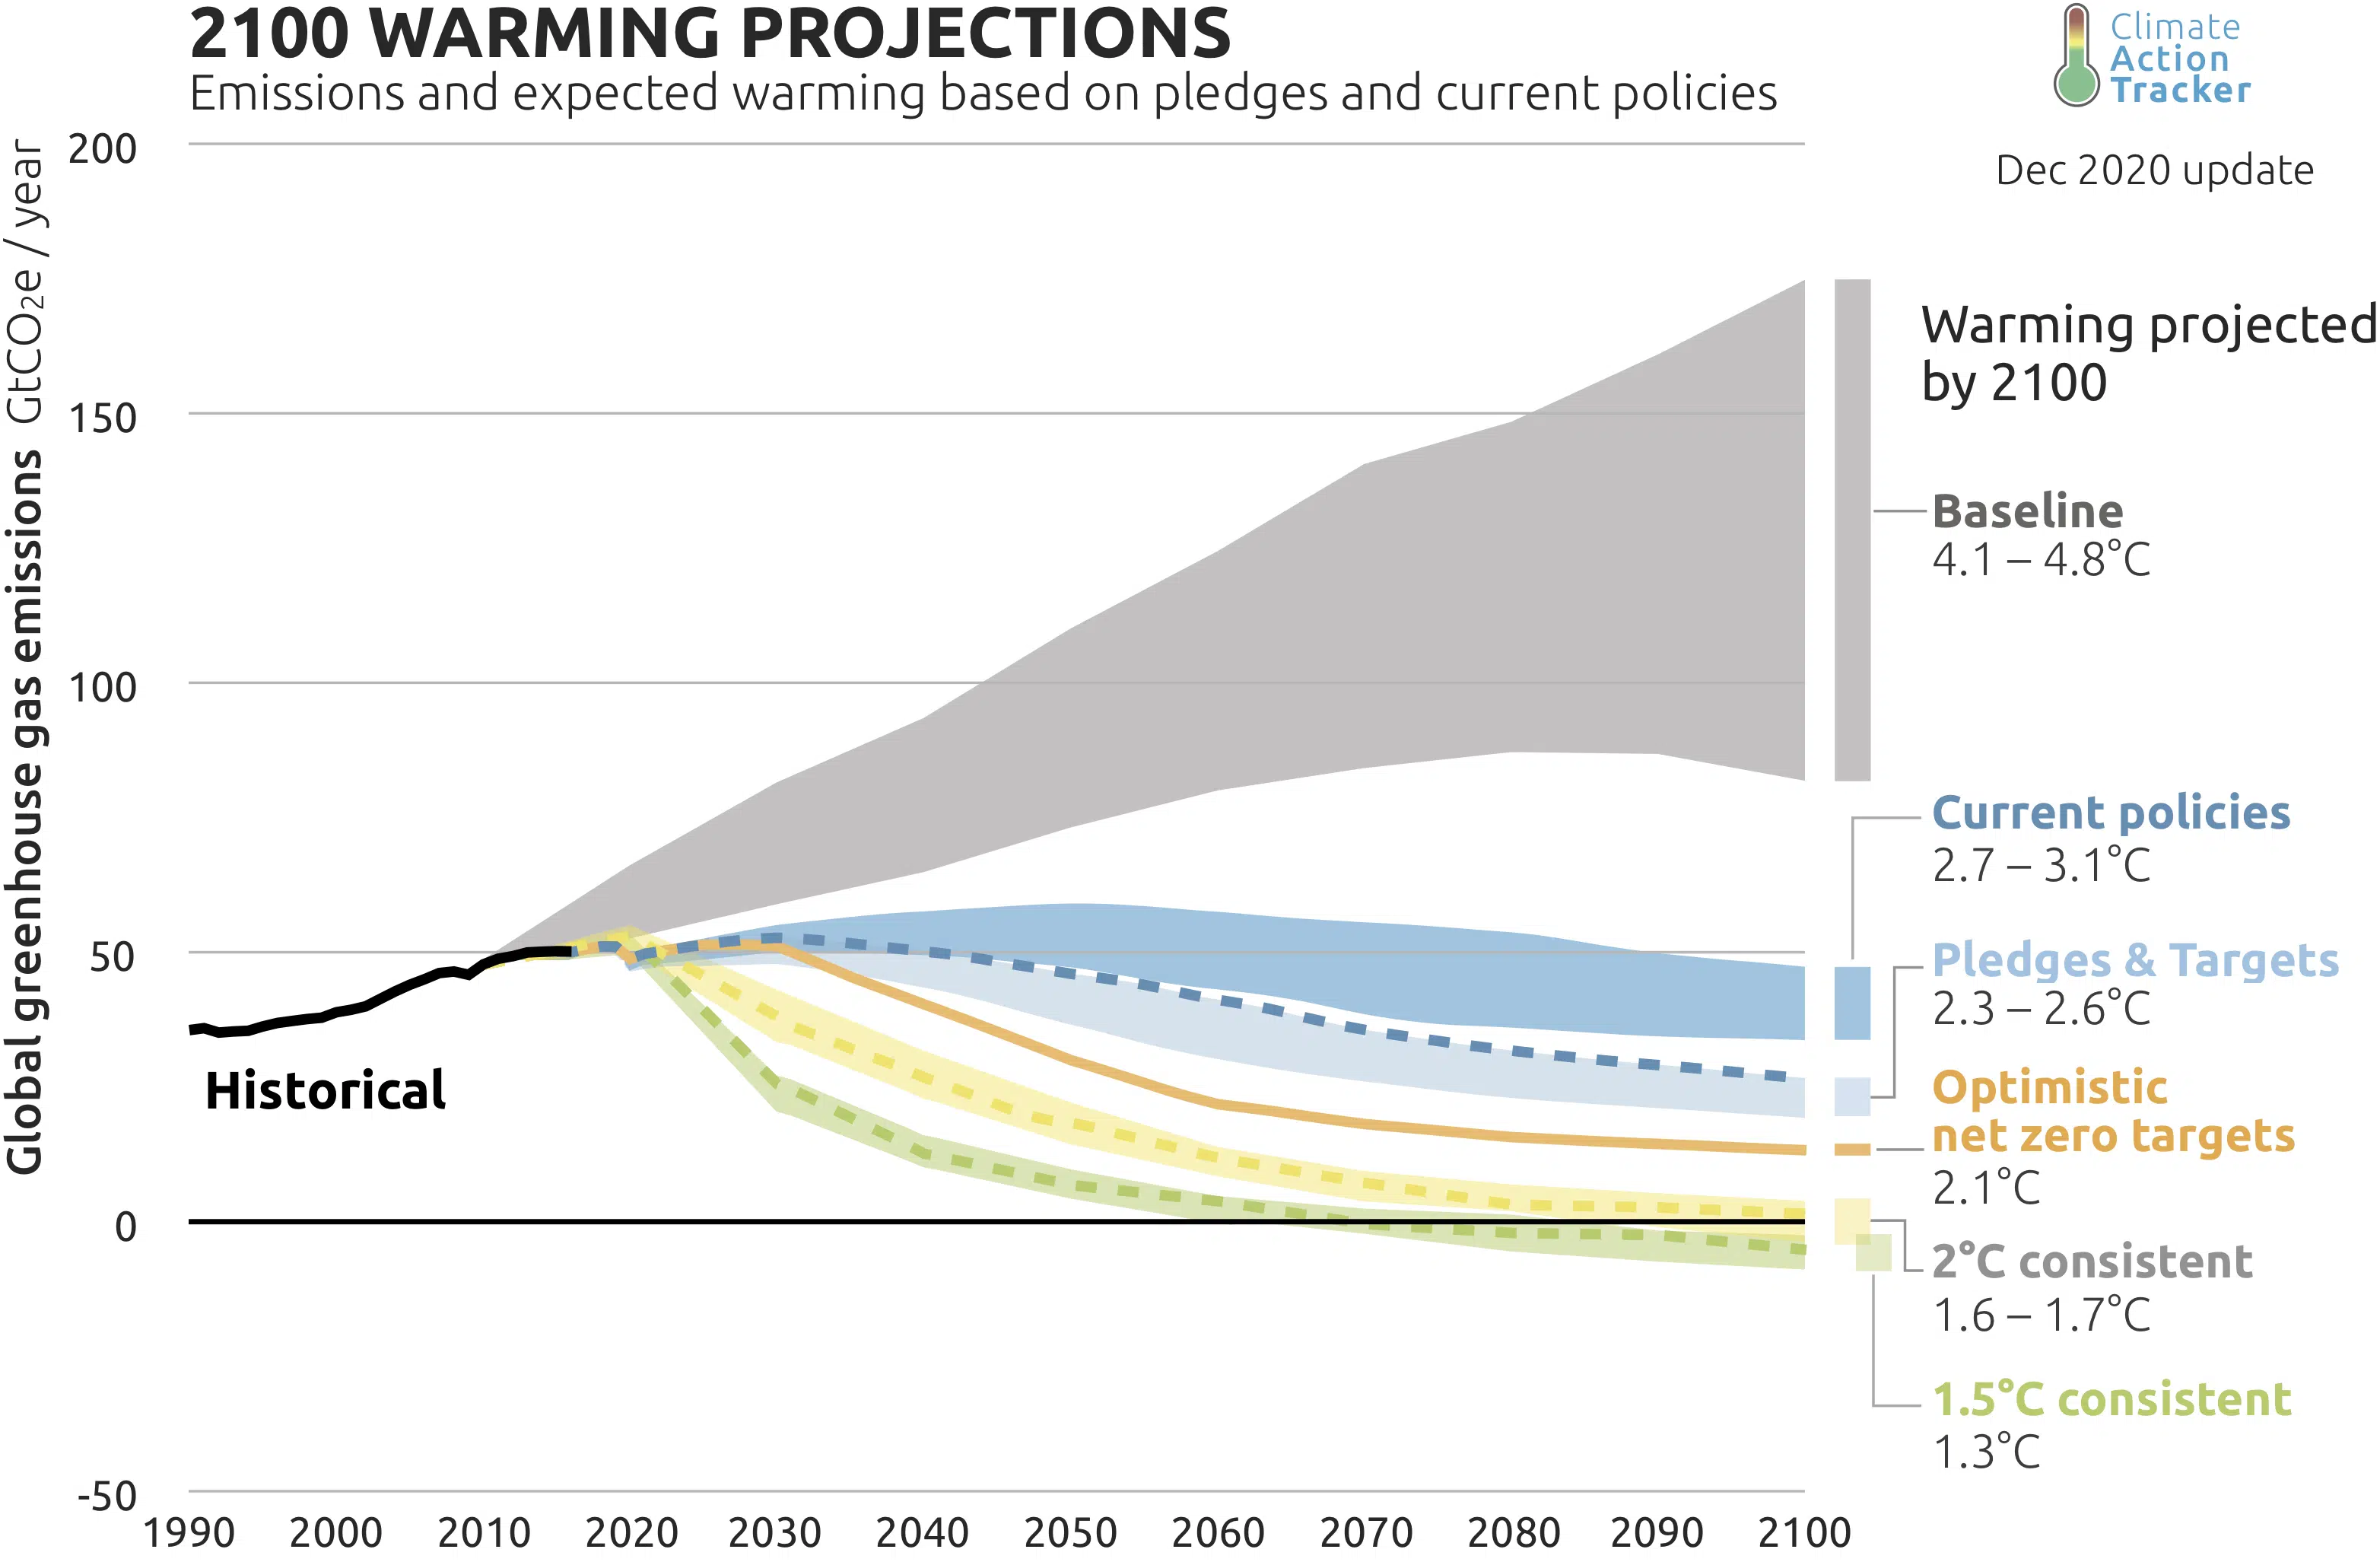 2100 WARMING PROJECTIONS
Emissions and expected warming based on pledges and current policies
Climate
Action
Tracker
Dec 2020 update
Global greenhouse gas emissions GtCO₂e / year
200
150
100
50
0
-50
1990 2000 2010 2020 2030 2040 2050 2060 2070 2080 2090 2100
Historical
Warming projected
by 2100
Baseline
4.1 – 4.8°C
Current policies
2.7 – 3.1°C
Pledges & Targets
2.3 – 2.6°C
Optimistic
net zero targets
2.1°C
2°C consistent
1.6 – 1.7°C
1.5°C consistent
1.3°C